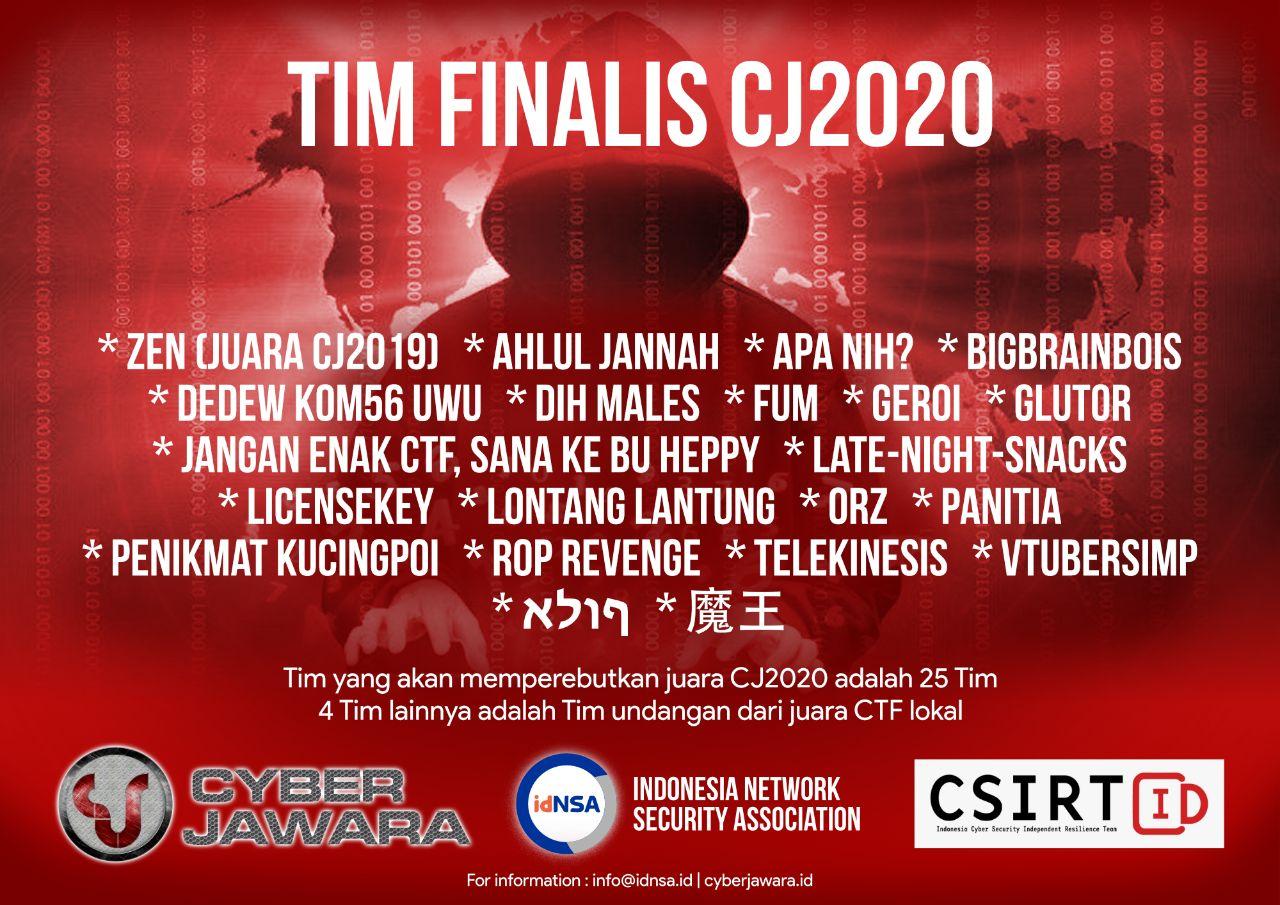 TIM FINALIS CJ2020
* ZEN (JUARA CJ2019) * AHLUL JANNAH * APA NIH? * BIGBRAINBOIS
* DEDEW KOM56 UWU * DIH MALES * FUM * GEROI * GLUTOR
* JANGAN ENAK CTF, SANA KE BU HEPPY * LATE-NIGHT-SNACKS
* LICENSEKEY * LONTANG LANTUNG * ORZ * PANITIA
* PENIKMAT KUCINGPOI * ROP REVENGE * TELEKINESIS * VTUBERSIMP
* אלוף * 魔王
Tim yang akan memperebutkan juara CJ2020 adalah 25 Tim
4 Tim lainnya adalah Tim undangan dari juara CTF lokal
CYBER
JAWARA
idNSA
INDONESIA NETWORK
SECURITY ASSOCIATION
CSIRT ID
Indonesia Cyber Security Independent Resilience Team
For information : info@idnsa.id | cyberjawara.id